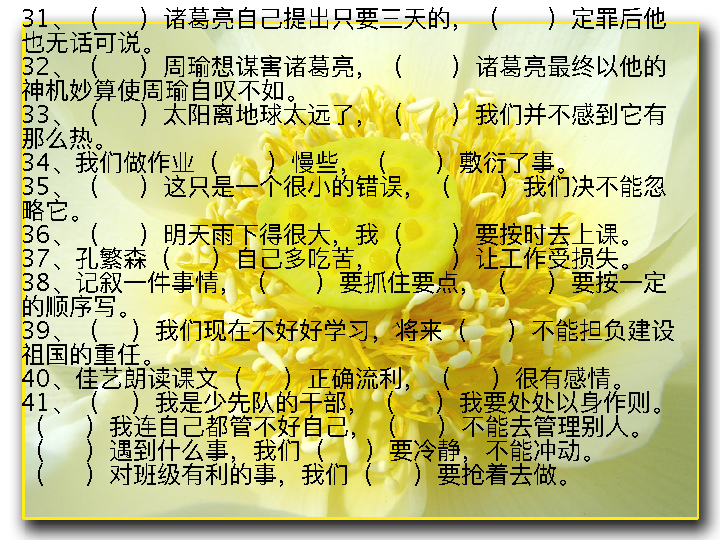 31、（　　）诸葛亮自己提出只要三天的，（　　）定罪后他
也无话可说。
32、（　　）周瑜想谋害诸葛亮，（　　）诸葛亮最终以他的
神机妙算使周瑜自叹不如。
33、（　　）太阳离地球太远了，（　　）我们并不感到它有
那么热。
34、我们做作业（　　）慢些，（　　）敷衍了事。
35、（　　）这只是一个很小的错误，（　　）我们决不能忽
略它。
36、（　　）明天雨下得很大，我（　　）要按时去上课。
37、孔繁森（　　）自己多吃苦，（　　）让工作受损失。
38、记叙一件事情，（　　）要抓住要点，（　　）要按一定
的顺序写。
39、（　　）我们现在不好好学习，将来（　　）不能担负建设
祖国的重任。
40、佳艺朗读课文（　　）正确流利，（　　）很有感情。
41、（　　）我是少先队的干部，（　　）我要处处以身作则。
（　　）我连自己都管不好自己，（　　）不能去管理别人。
（　　）遇到什么事，我们（　　）要冷静，不能冲动。
（　　）对班级有利的事，我们（　　）要抢着去做。